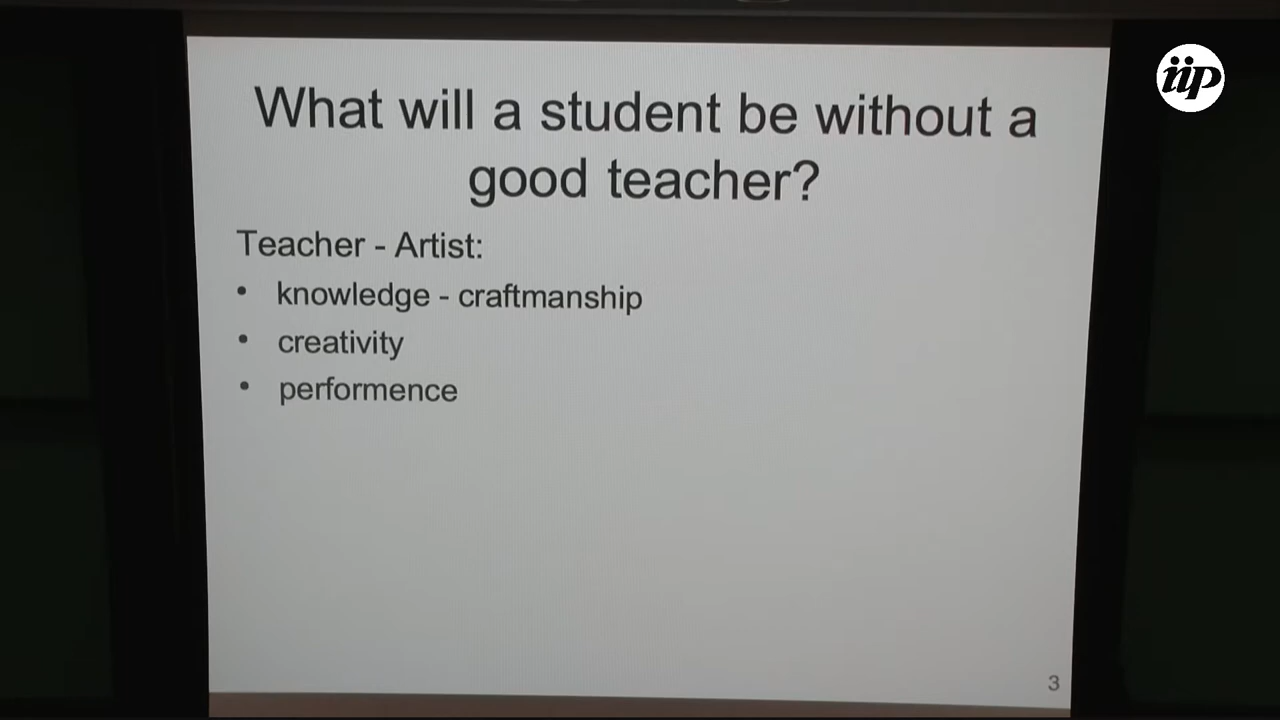 iip
What will a student be without a
good teacher?
Teacher - Artist:
• knowledge - craftmanship
• creativity
• performence
3